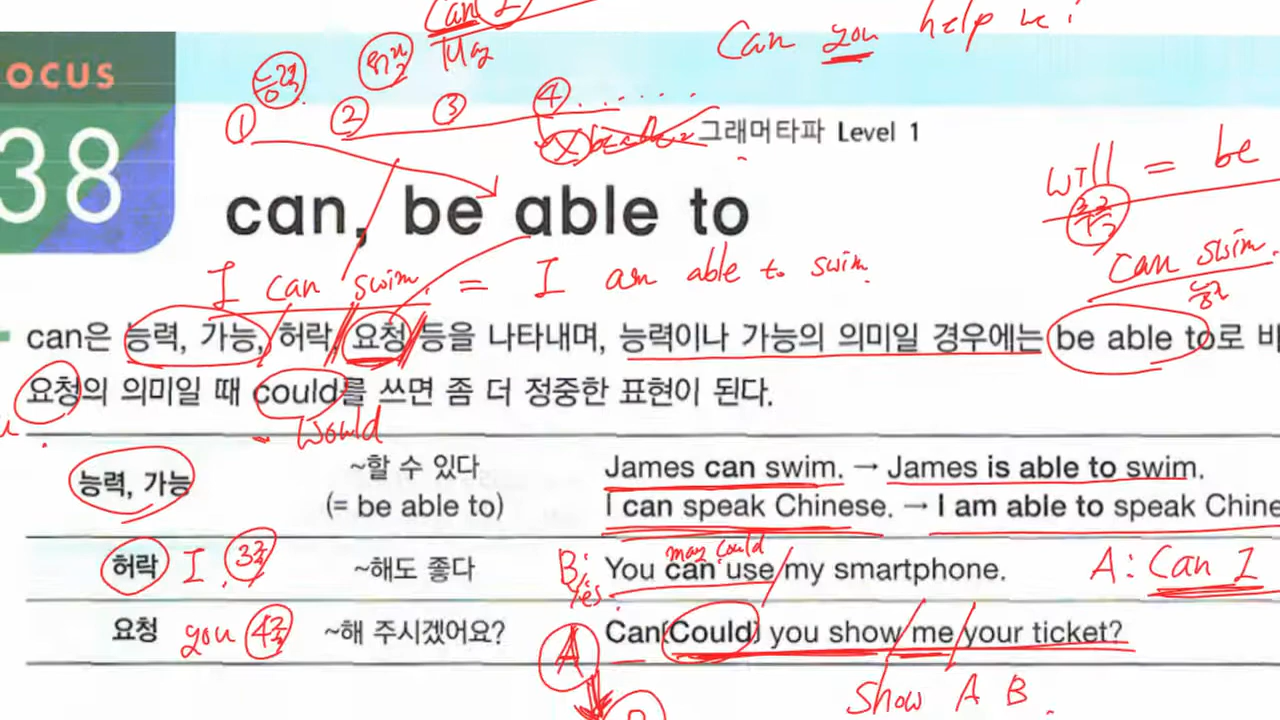 Can I
May
Can you help me?
OCUS
38
능력
허락
① ② ③ ④ ......
그래머타파 Level 1
will = be
can, be able to
I can swim. = I am able to swim.
can swim.
can은 능력, 가능, 허락, 요청 등을 나타내며, 능력이나 가능의 의미일 경우에는 be able to로 바
요청의 의미일 때 could를 쓰면 좀 더 정중한 표현이 된다.
would
능력, 가능 ~할 수 있다 James can swim. → James is able to swim.
(= be able to) I can speak Chinese. → I am able to speak Chine
may could
허락 I ~해도 좋다 B: You can use my smartphone. A: Can I
Yes.
요청 you ~해 주시겠어요? Can(Could) you show me your ticket?
A
Show A B